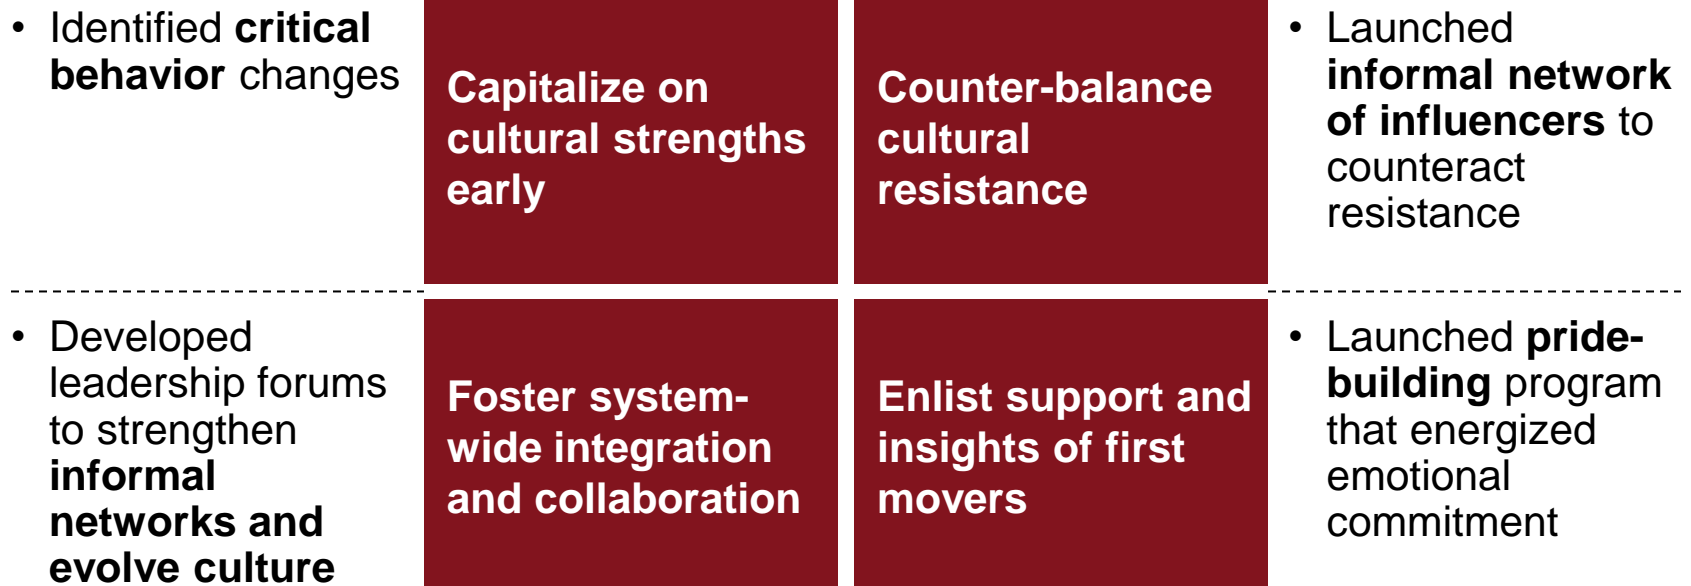 • Identified critical
behavior changes
Capitalize on
cultural strengths
early
Counter-balance
cultural
resistance
• Launched
informal network
of influencers to
counteract
resistance
• Developed
leadership forums
to strengthen
informal
networks and
evolve culture
Foster system-
wide integration
and collaboration
Enlist support and
insights of first
movers
• Launched pride-
building program
that energized
emotional
commitment